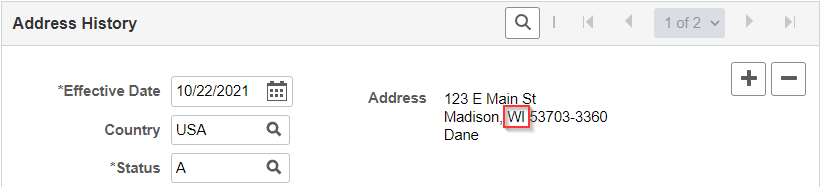 Address History
1 of 2
*Effective Date 10/22/2021
Country USA
*Status A
Address 123 E Main St
Madison, WI 53703-3360
Dane